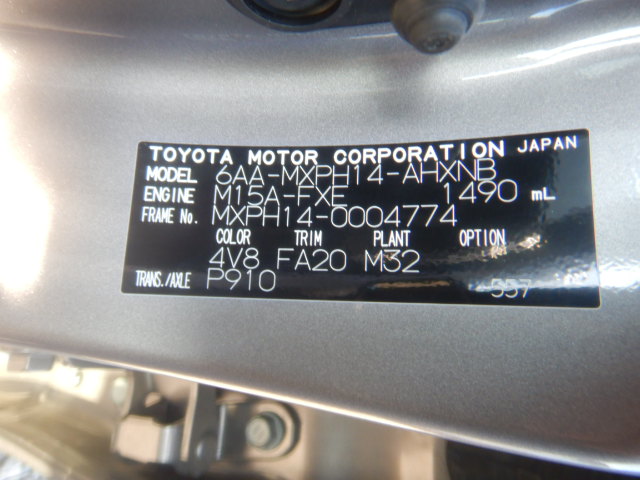 TOYOTA MOTOR CORPORATION JAPAN
MODEL 6AA-MXPH14-AHXNB
ENGINE M15A-FXE 1490 mL
FRAME No. MXPH14-0004774
COLOR TRIM PLANT OPTION
4V8 FA20 M32
TRANS./AXLE P910 557